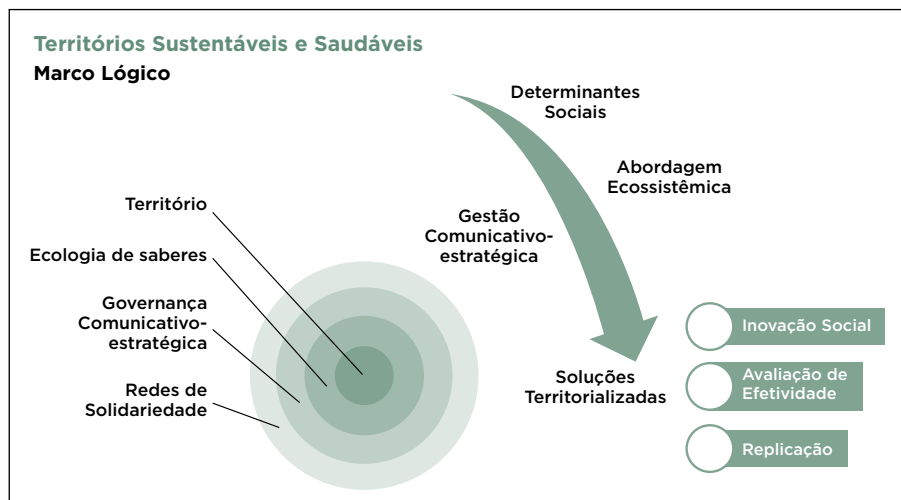 Territórios Sustentáveis e Saudáveis
Marco Lógico
Determinantes
Sociais
Abordagem
Ecossistêmica
Gestão
Comunicativo-
estratégica
Território
Ecologia de saberes
Governança
Comunicativo-
estratégica
Redes de
Solidariedade
Soluções
Territorializadas
Inovação Social
Avaliação de
Efetividade
Replicação